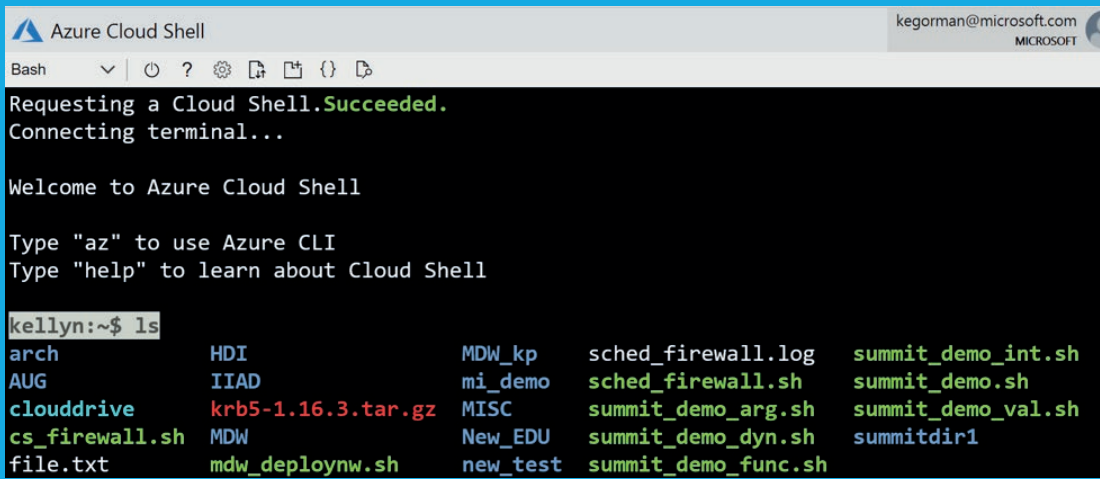 Azure Cloud Shell
kegorman@microsoft.com
MICROSOFT
Bash
Requesting a Cloud Shell.Succeeded.
Connecting terminal...
Welcome to Azure Cloud Shell
Type "az" to use Azure CLI
Type "help" to learn about Cloud Shell
kellyn:~$ ls
arch HDI MDW_kp sched_firewall.log summit_demo_int.sh
AUG IIAD mi_demo sched_firewall.sh summit_demo.sh
clouddrive krb5-1.16.3.tar.gz MISC summit_demo_arg.sh summit_demo_val.sh
cs_firewall.sh MDW New_EDU summit_demo_dyn.sh summitdir1
file.txt mdw_deploynw.sh new_test summit_demo_func.sh